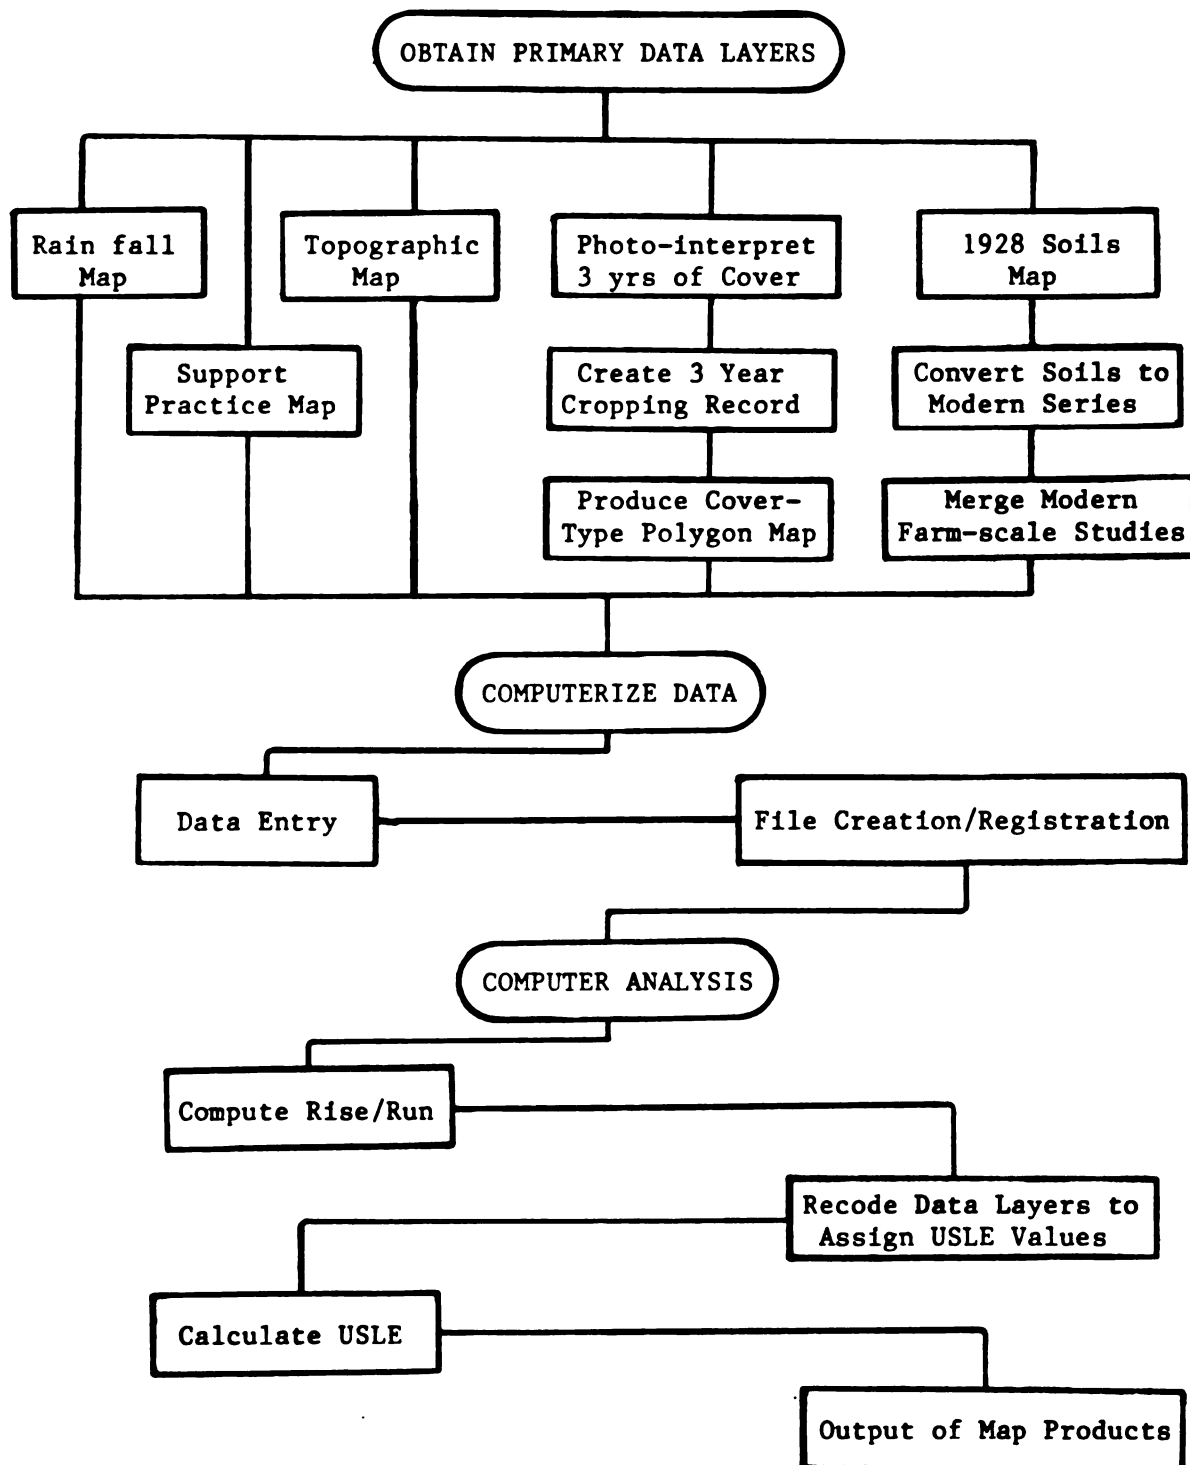 OBTAIN PRIMARY DATA LAYERS
Rain fall
Map
Support
Practice Map
Topographic
Map
Photo-interpret
3 yrs of Cover
Create 3 Year
Cropping Record
Produce Cover-
Type Polygon Map
1928 Soils
Map
Convert Soils to
Modern Series
Merge Modern
Farm-scale Studies
COMPUTERIZE DATA
Data Entry
File Creation/Registration
COMPUTER ANALYSIS
Compute Rise/Run
Recode Data Layers to
Assign USLE Values
Calculate USLE
Output of Map Products